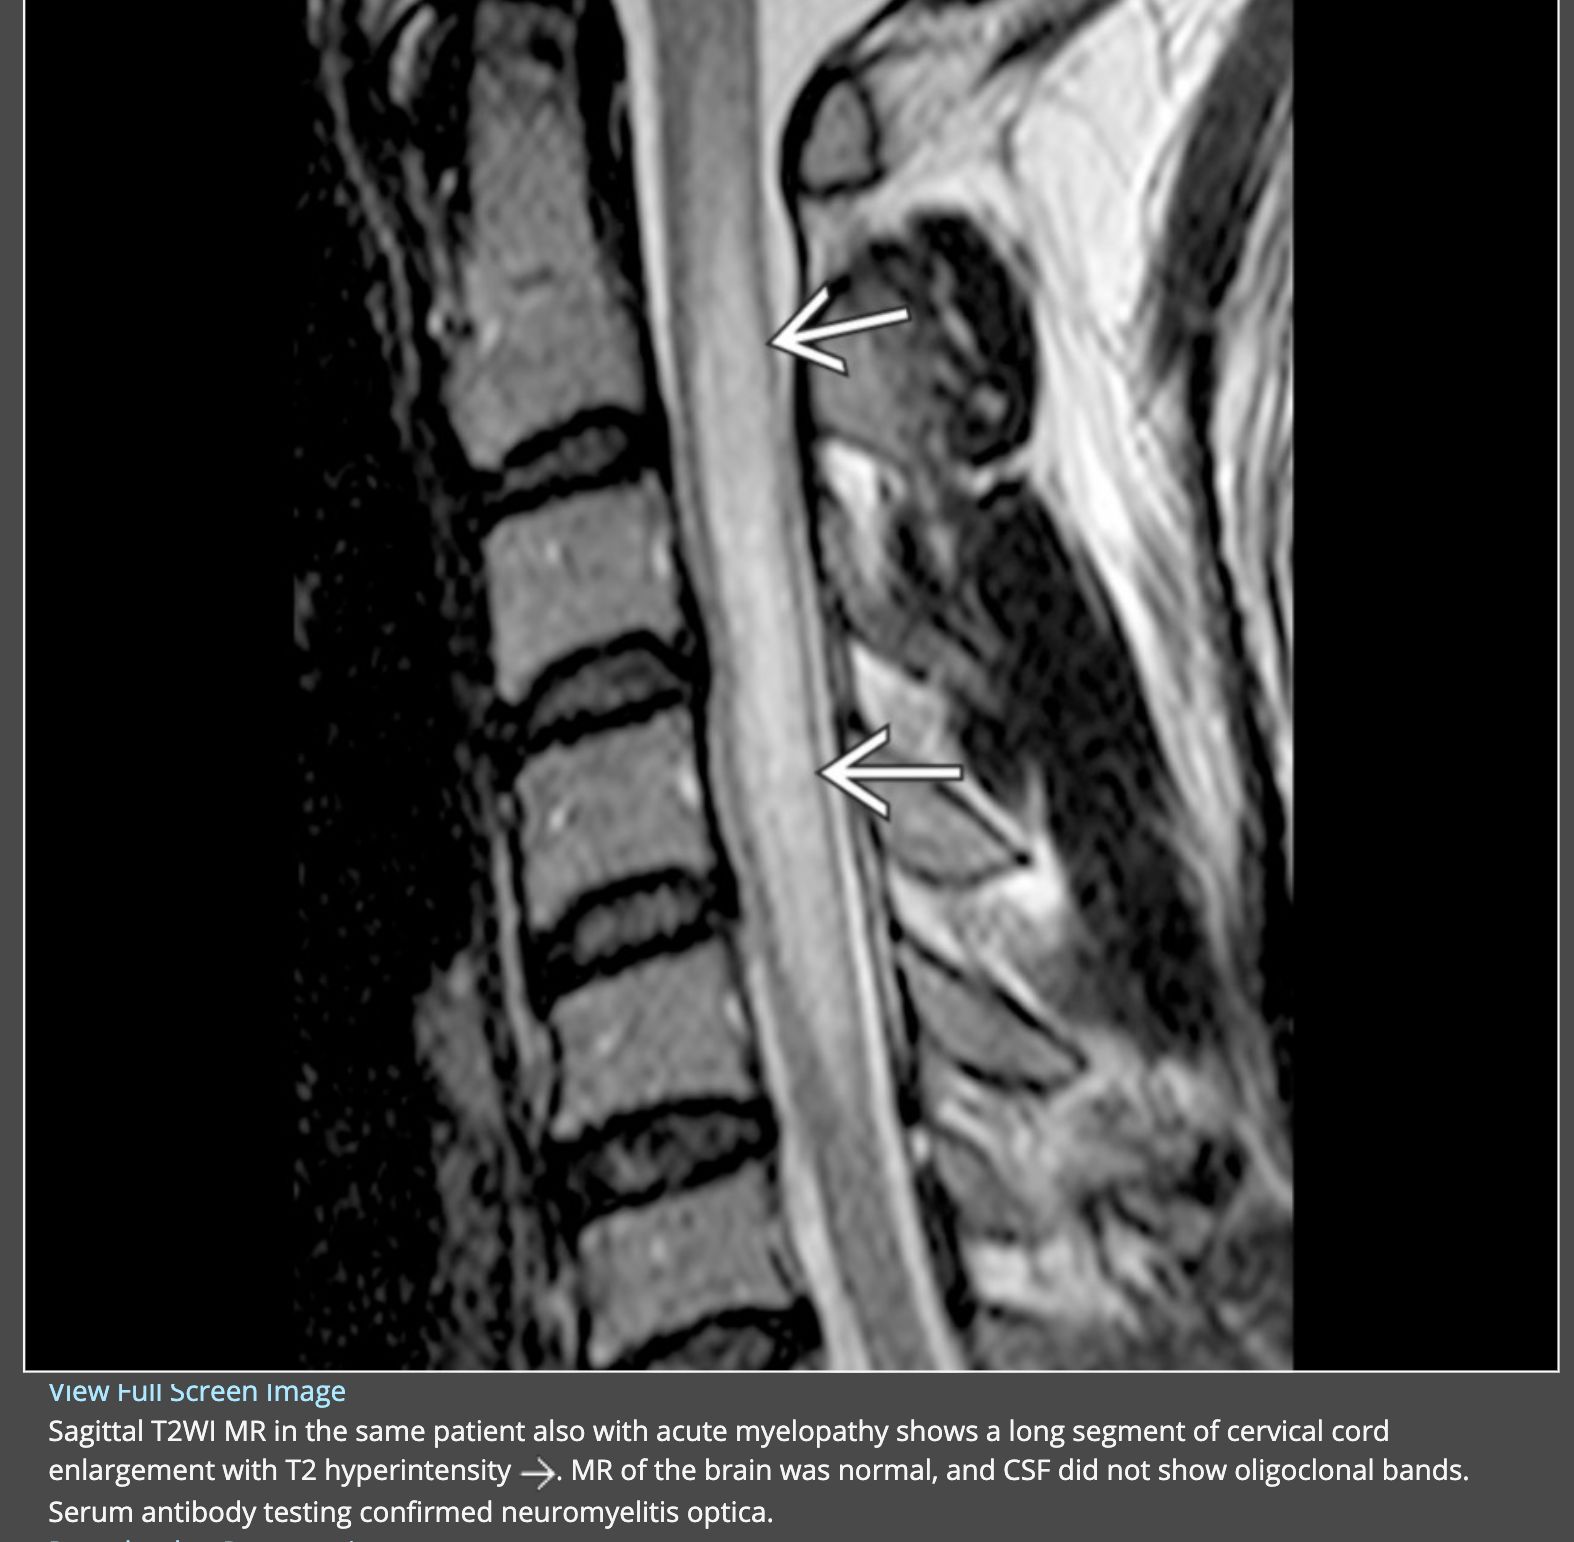 View Full Screen Image
Sagittal T2WI MR in the same patient also with acute myelopathy shows a long segment of cervical cord
enlargement with T2 hyperintensity →. MR of the brain was normal, and CSF did not show oligoclonal bands.
Serum antibody testing confirmed neuromyelitis optica.